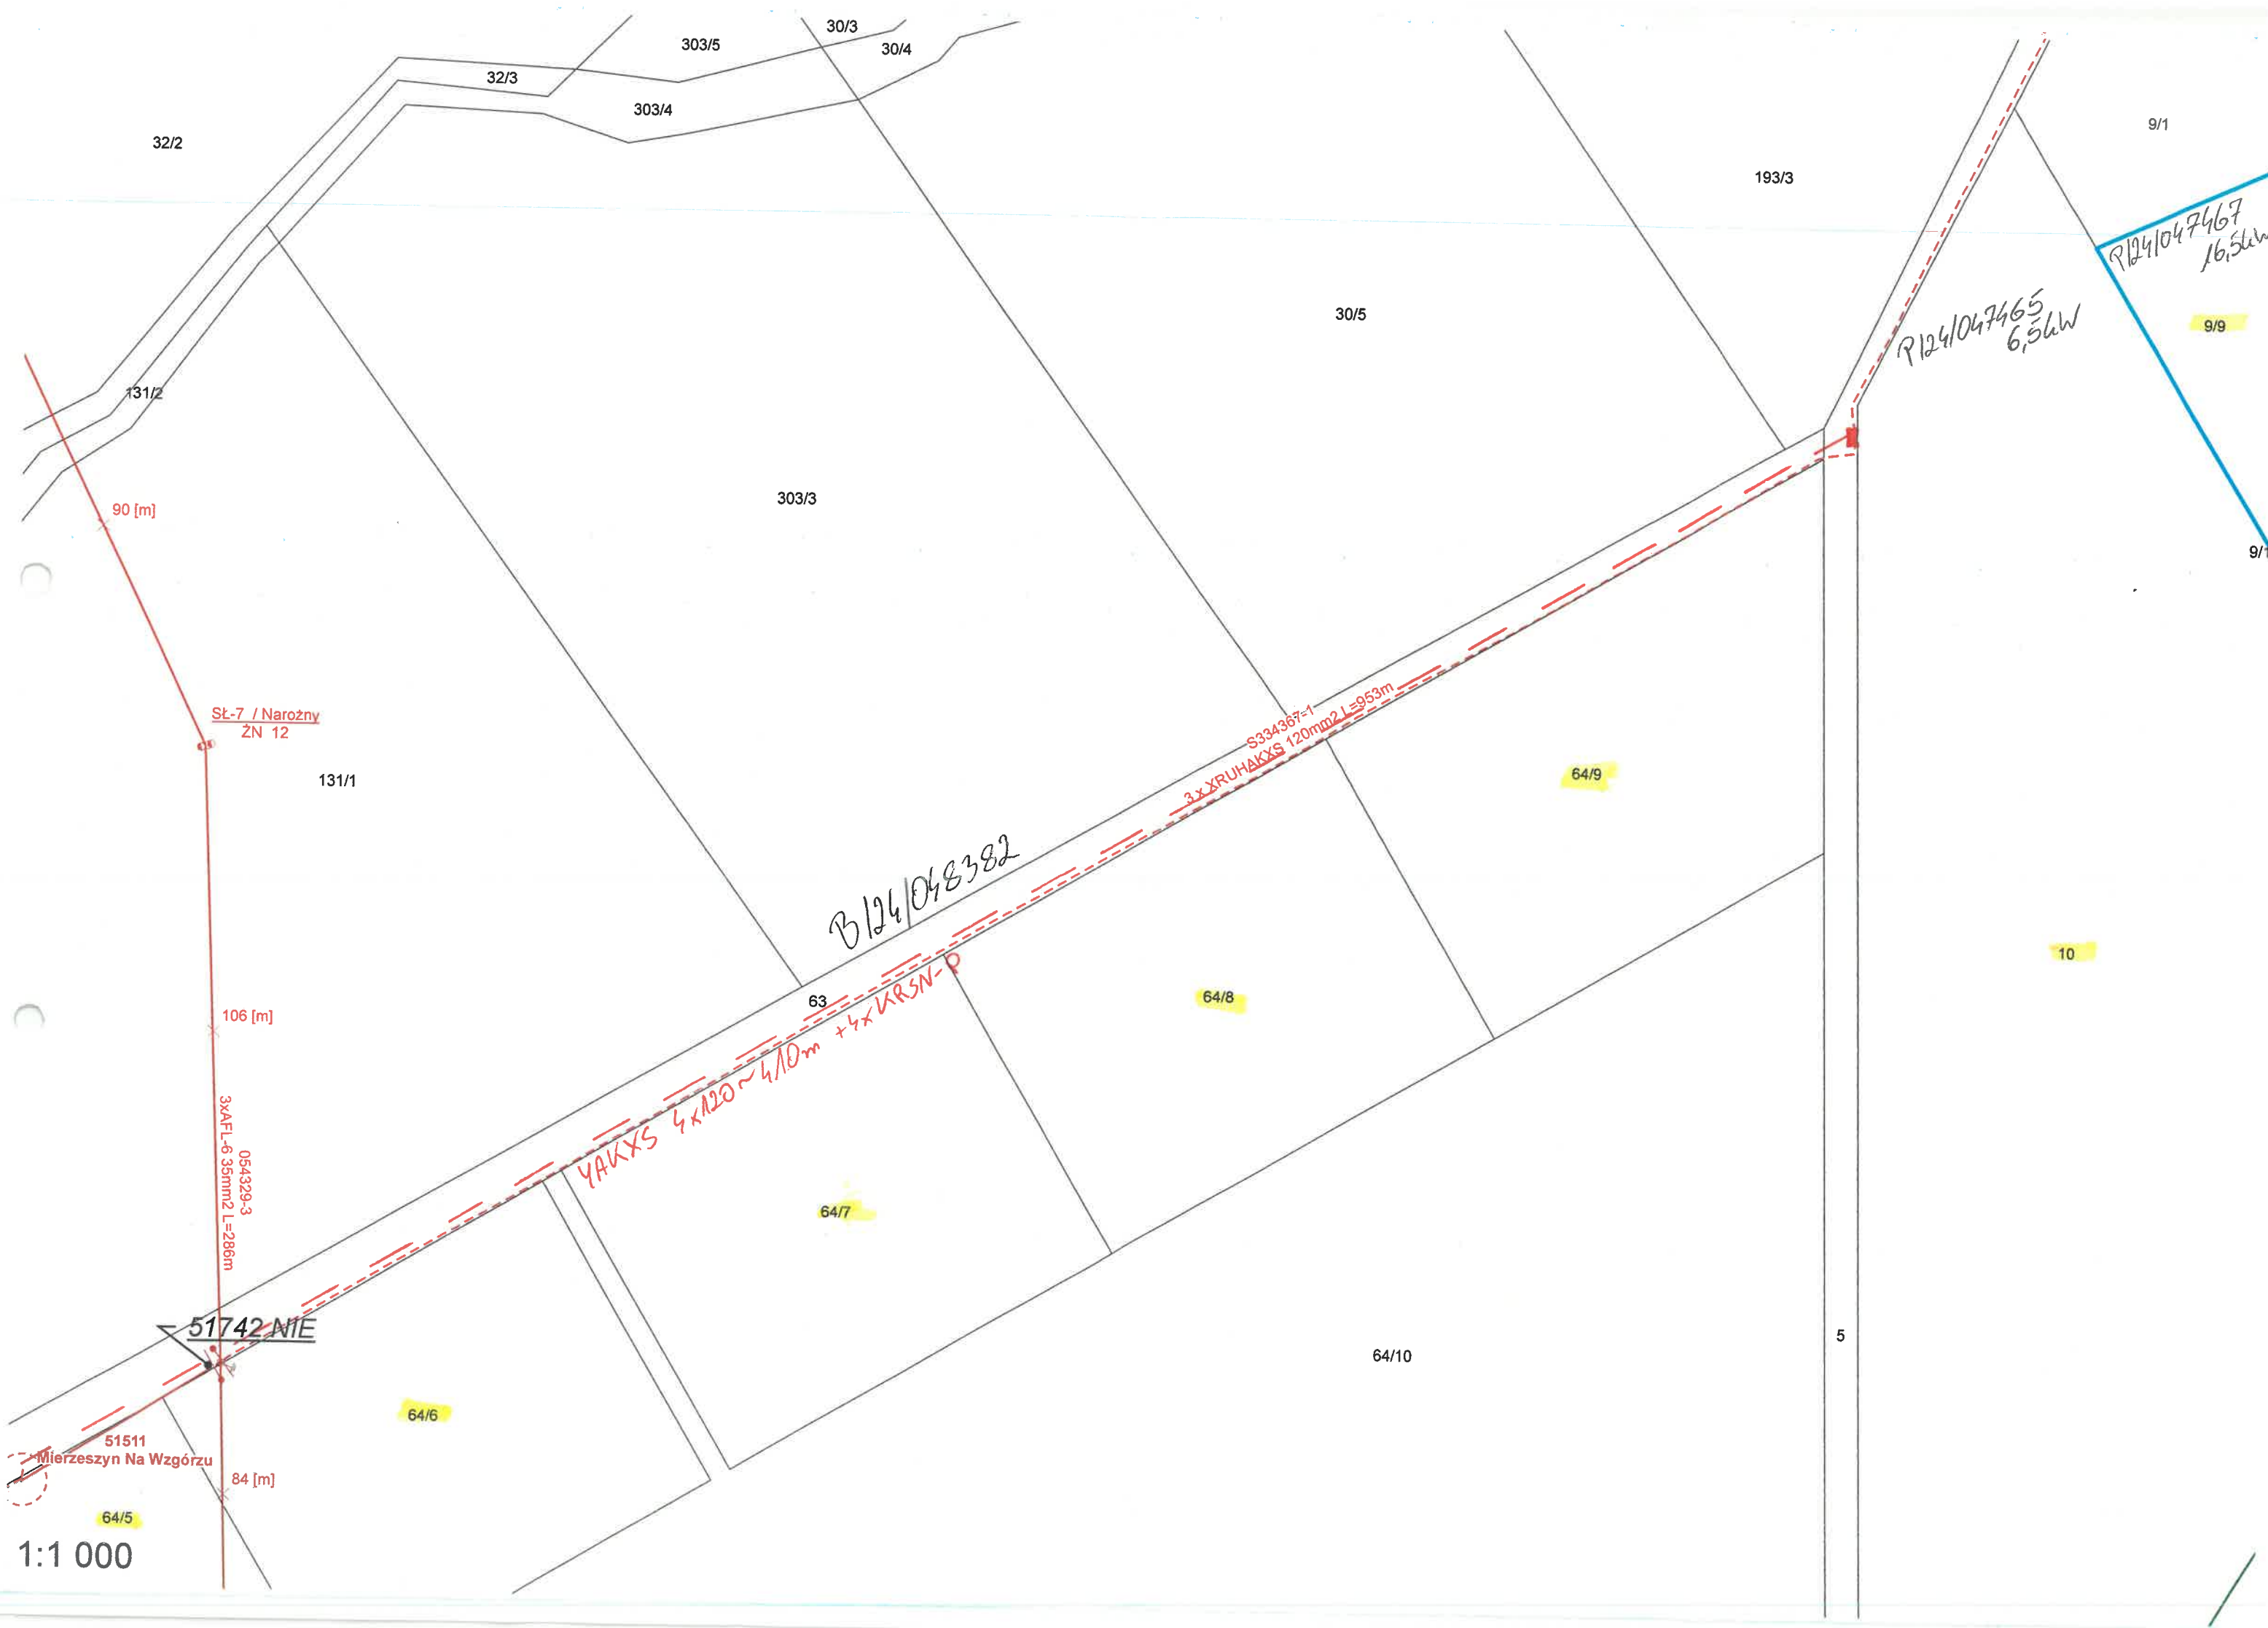 30/3
303/5
30/4
32/3
303/4
32/2
9/1
193/3
P/24/047467
16,5kW
30/5
P/24/047465
6,5kW
9/9
131/2
303/3
90 [m]
9/1
SŁ-7 / Narożny
ŻN 12
131/1
S334367-1
3 x XRUHAKXS 120mm2 L=953m
64/9
B/24/048382
10
64/8
63
YAKXS 4x120~410m +4xKRSN-P
106 [m]
054329-3
3xAFL-6 35mm2 L=286m
64/7
51742 NIE
5
64/10
64/6
51511
Mierzeszyn Na Wzgórzu
84 [m]
64/5
1:1 000